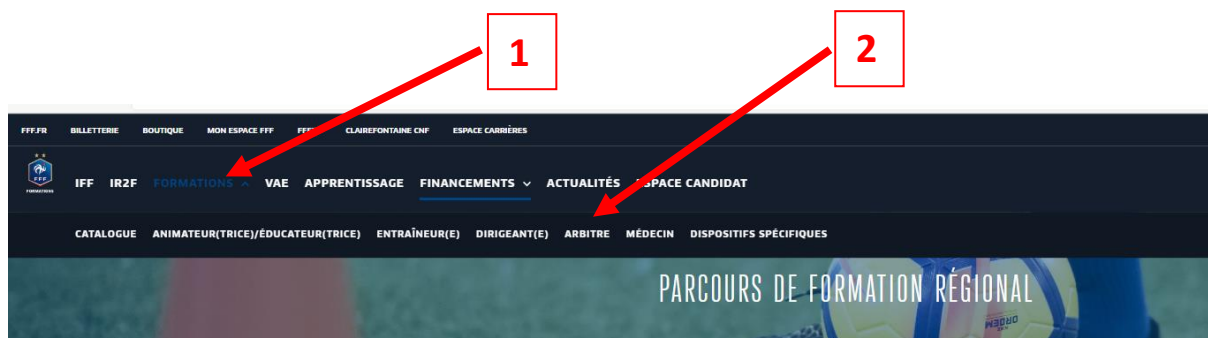 1
2
FFF.FR BILLETTERIE BOUTIQUE MON ESPACE FFF CLAIREFONTAINE CNF ESPACE CARRIÈRES
FFF
FORMATIONS
IFF IR2F FORMATIONS VAE APPRENTISSAGE FINANCEMENTS ACTUALITÉS ESPACE CANDIDAT
CATALOGUE ANIMATEUR(TRICE)/ÉDUCATEUR(TRICE) ENTRAÎNEUR(E) DIRIGEANT(E) ARBITRE MÉDECIN DISPOSITIFS SPÉCIFIQUES
PARCOURS DE FORMATION RÉGIONAL
ORDEM